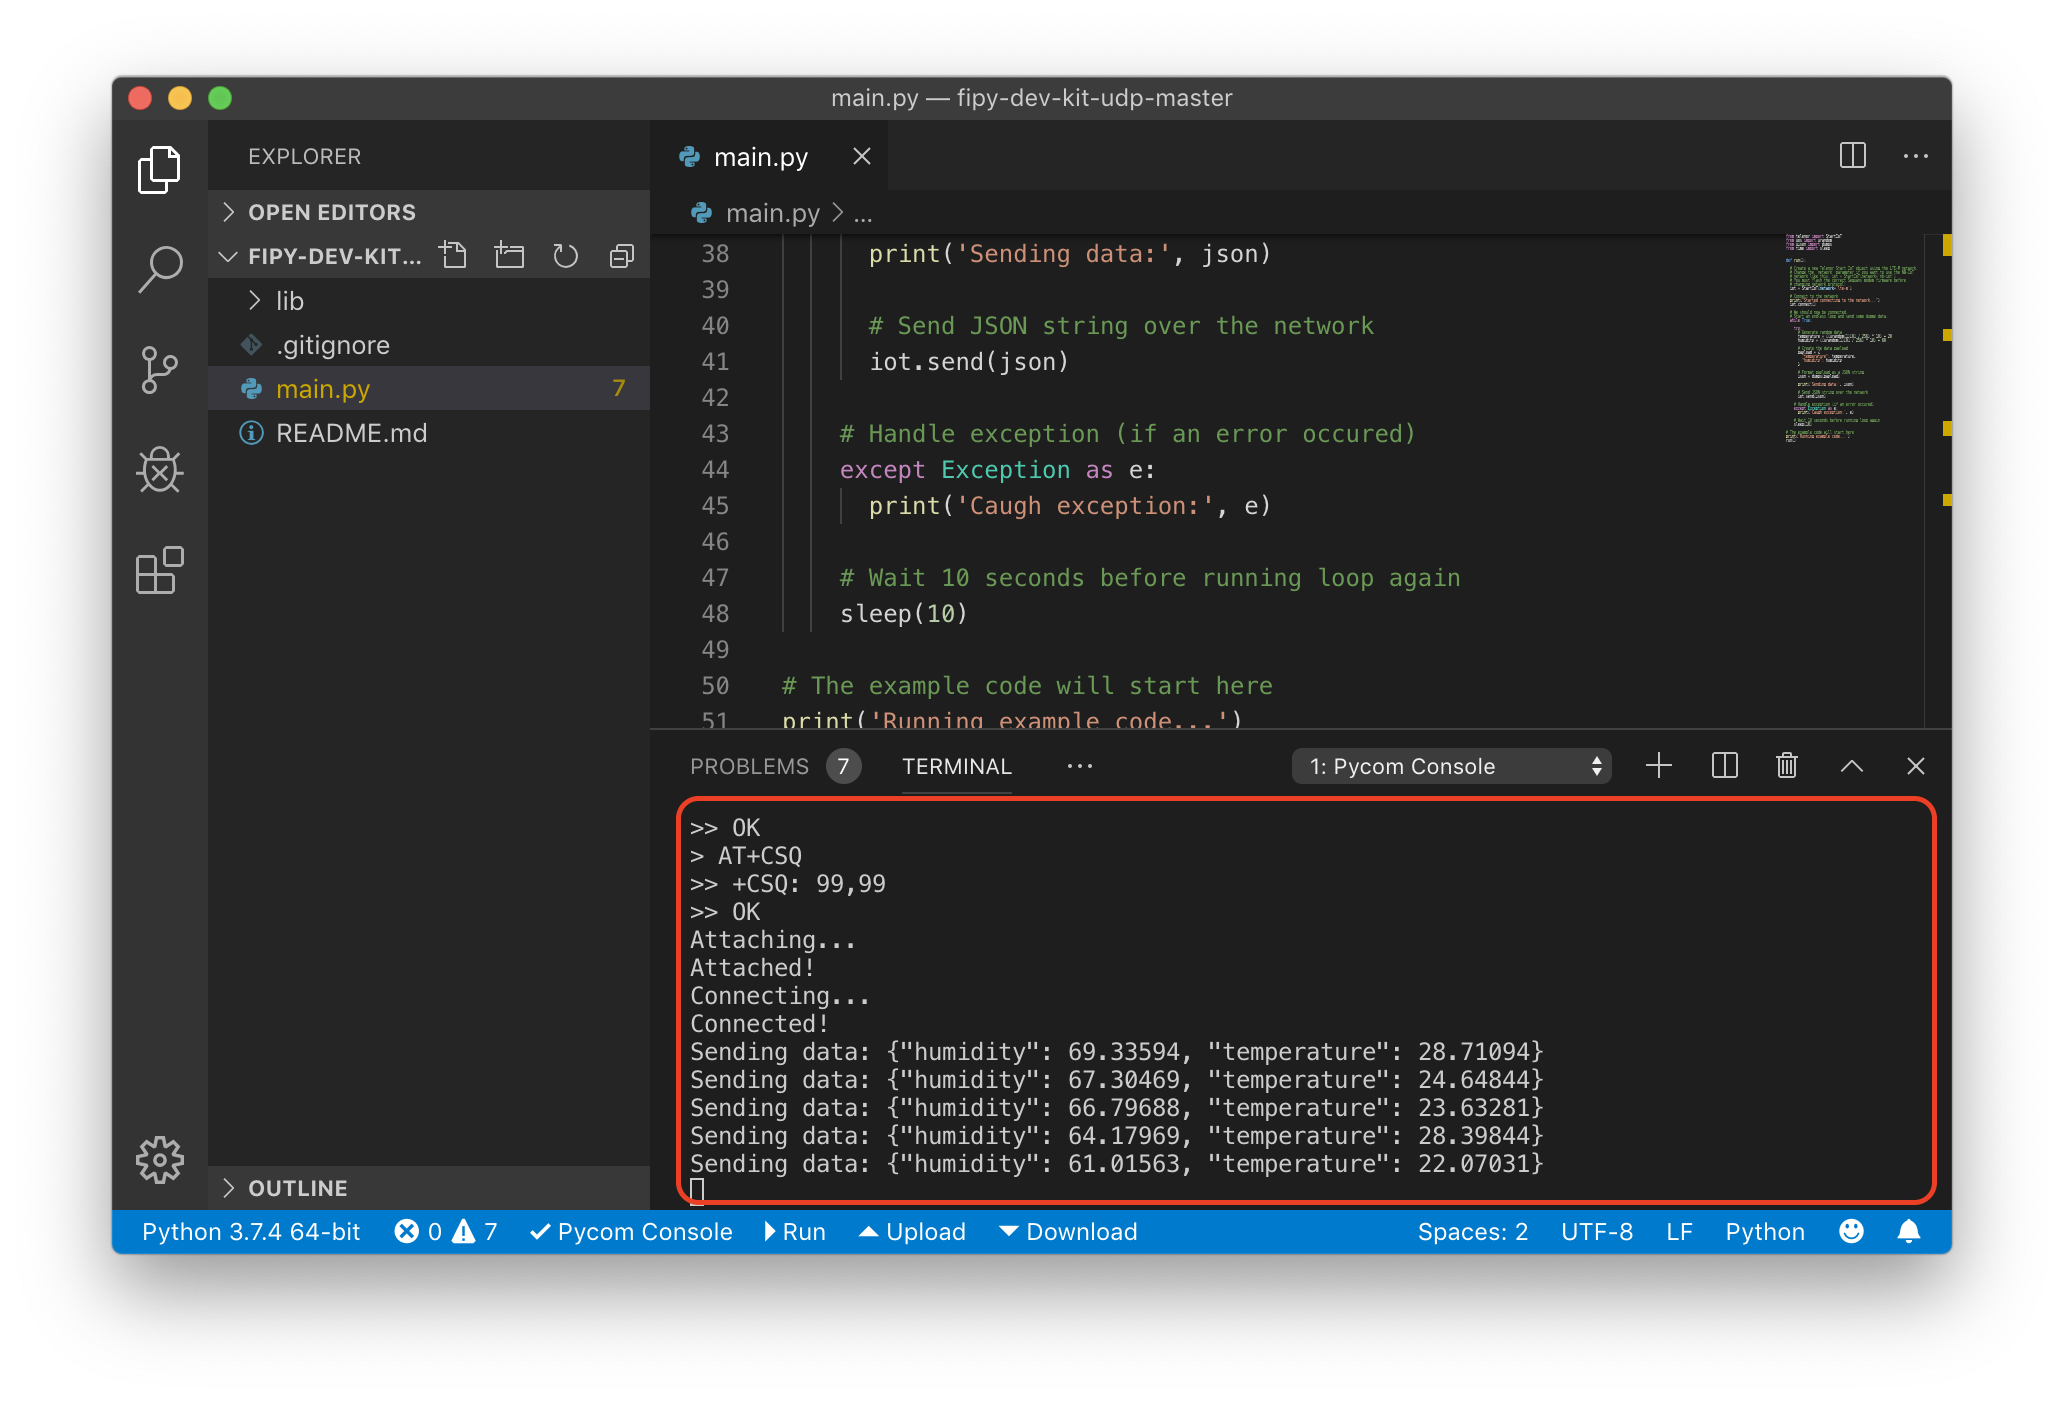 main.py — fipy-dev-kit-udp-master
EXPLORER
OPEN EDITORS
FIPY-DEV-KIT...
lib
.gitignore
main.py 7
README.md
OUTLINE
main.py
main.py > ...
38 print('Sending data:', json)
39
40 # Send JSON string over the network
41 iot.send(json)
42
43 # Handle exception (if an error occured)
44 except Exception as e:
45 print('Caugh exception:', e)
46
47 # Wait 10 seconds before running loop again
48 sleep(10)
49
50 # The example code will start here
51 print('Running example code...')
PROBLEMS 7 TERMINAL ... 1: Pycom Console
>> OK
> AT+CSQ
>> +CSQ: 99,99
>> OK
Attaching...
Attached!
Connecting...
Connected!
Sending data: {"humidity": 69.33594, "temperature": 28.71094}
Sending data: {"humidity": 67.30469, "temperature": 24.64844}
Sending data: {"humidity": 66.79688, "temperature": 23.63281}
Sending data: {"humidity": 64.17969, "temperature": 28.39844}
Sending data: {"humidity": 61.01563, "temperature": 22.07031}
Python 3.7.4 64-bit 0 7 Pycom Console Run Upload Download Spaces: 2 UTF-8 LF Python